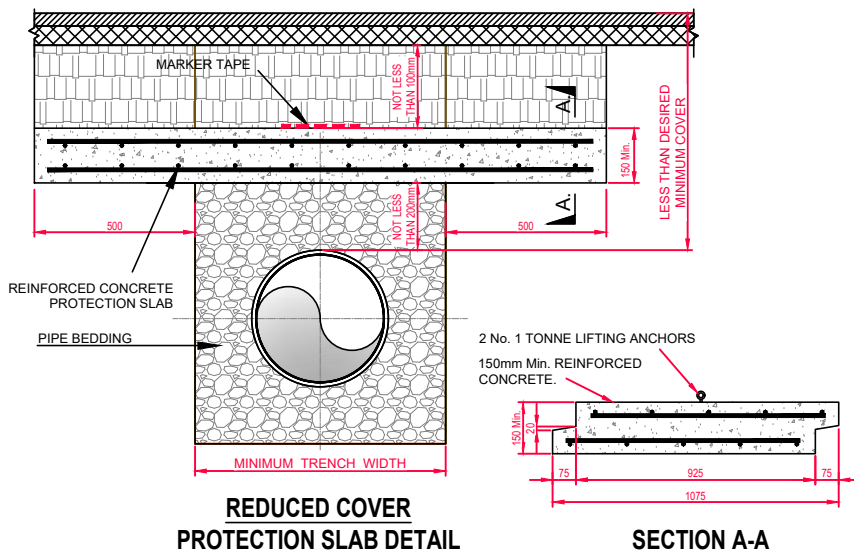 MARKER TAPE
NOT LESS
THAN 100mm
A.
LESS THAN DESIRED
MINIMUM COVER
150 Min.
A.
NOT LESS
THAN 200mm
500
500
REINFORCED CONCRETE
PROTECTION SLAB
PIPE BEDDING
MINIMUM TRENCH WIDTH
REDUCED COVER
PROTECTION SLAB DETAIL
2 No. 1 TONNE LIFTING ANCHORS
150mm Min. REINFORCED
CONCRETE.
150 Min.
20
75
925
75
1075
SECTION A-A